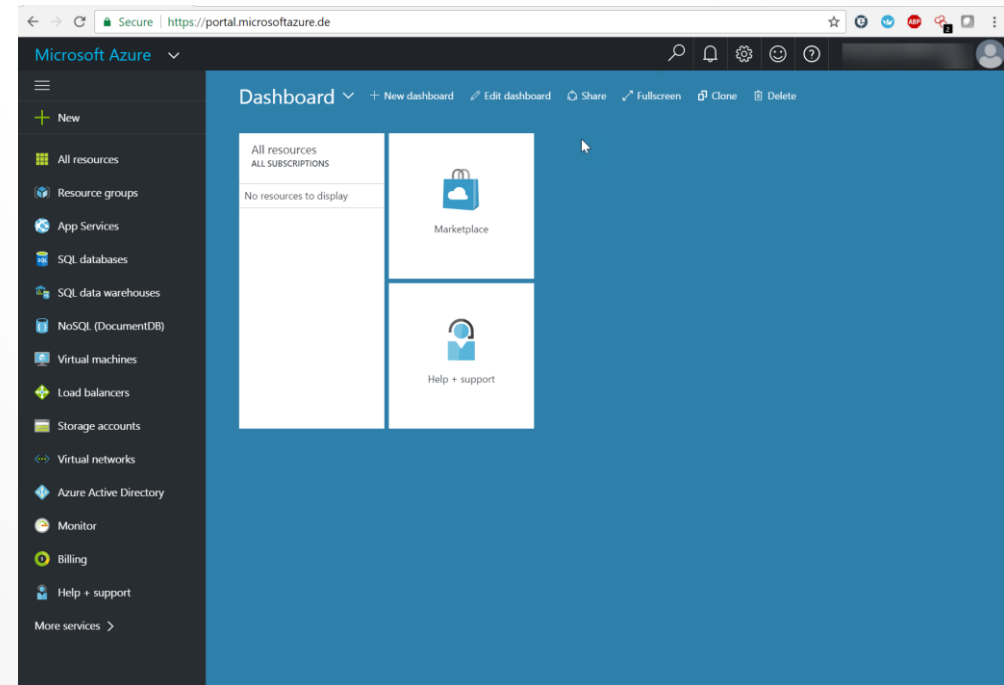 Secure | https://portal.microsoftazure.de
ABP
2
Microsoft Azure
Dashboard + New dashboard Edit dashboard Share Fullscreen Clone Delete
New
All resources
Resource groups
App Services
SQL databases
SQL data warehouses
NoSQL (DocumentDB)
Virtual machines
Load balancers
Storage accounts
Virtual networks
Azure Active Directory
Monitor
Billing
Help + support
More services >
All resources
ALL SUBSCRIPTIONS
No resources to display
Marketplace
Help + support